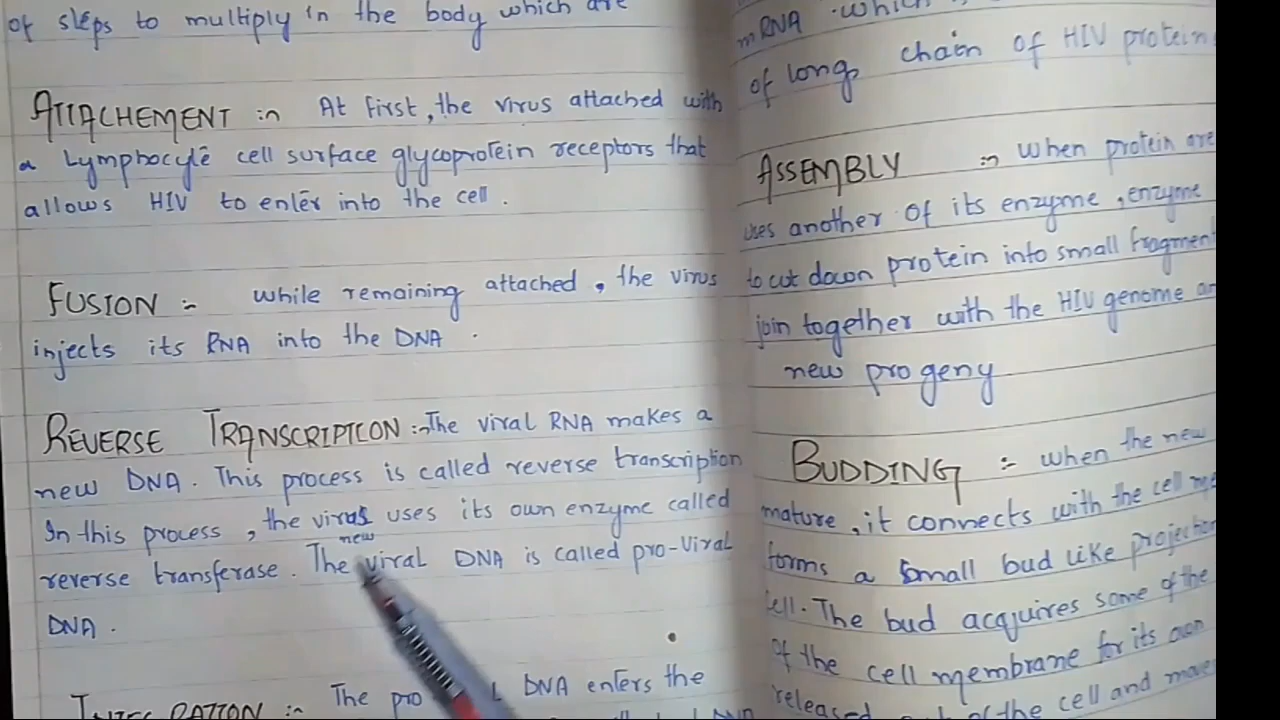 of steps to multiply in the body which are
ATTACHEMENT :- At first, the virus attached with
a Lymphocyte cell surface glycoprotein receptors that
allows HIV to enter into the cell.
FUSION :- while remaining attached, the virus
injects its RNA into the DNA.
REVERSE TRANSCRIPTION :- The viral RNA makes a
new DNA. This process is called reverse transcription
In this process, the virus uses its own enzyme called
new
reverse transferase. The viral DNA is called pro-viral
DNA.
:- The pro DNA enters the
mRNA which
of long chain of HIV protein
ASSEMBLY :- when protein are
uses another of its enzyme, enzyme
to cut down protein into small fragment
join together with the HIV genome
new progeny
BUDDING :- when the new
mature, it connects with the cell
forms a small bud like projection
cell. The bud acquires some of the
of the cell membrane for its own
released of the cell and